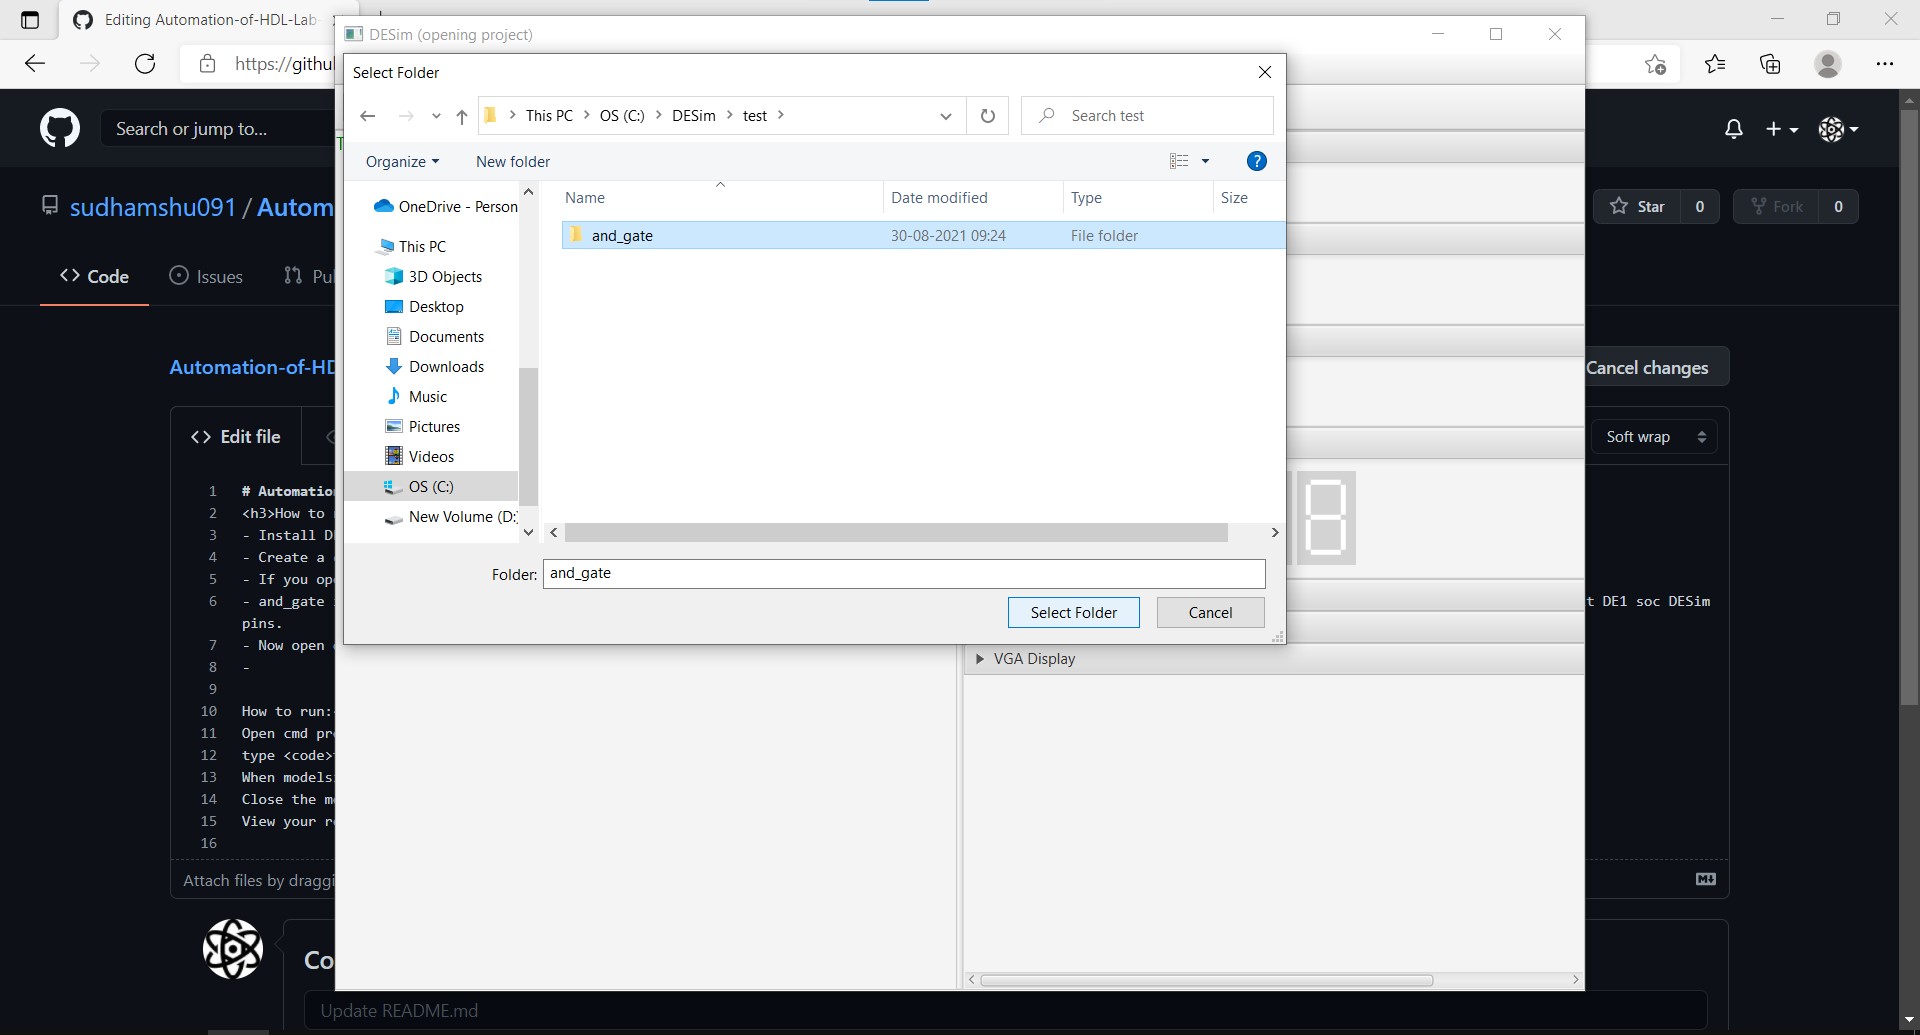 Editing Automation-of-HDL-Lab-
https://githu
DESim (opening project)
Select Folder
This PC > OS (C:) > DESim > test >
Search test
Organize
New folder
?
OneDrive - Person
This PC
3D Objects
Desktop
Documents
Downloads
Music
Pictures
Videos
OS (C:)
New Volume (D:)
Name
Date modified
Type
Size
and_gate
30-08-2021 09:24
File folder
Folder:
and_gate
Select Folder
Cancel
VGA Display
T
Search or jump to...
sudhamshu091 / Autom
Star 0
Fork 0
Code
Issues
Pul
Automation-of-HD
Cancel changes
Edit file
Soft wrap
1 # Automatio
2 <h3>How to
3 - Install D
4 - Create a
5 - If you op
6 - and_gate
t DE1 soc DESim
pins.
7 - Now open
8 -
9
10 How to run:
11 Open cmd pr
12 type <code>
13 When models
14 Close the m
15 View your r
16
Attach files by draggi
Co
Update README.md